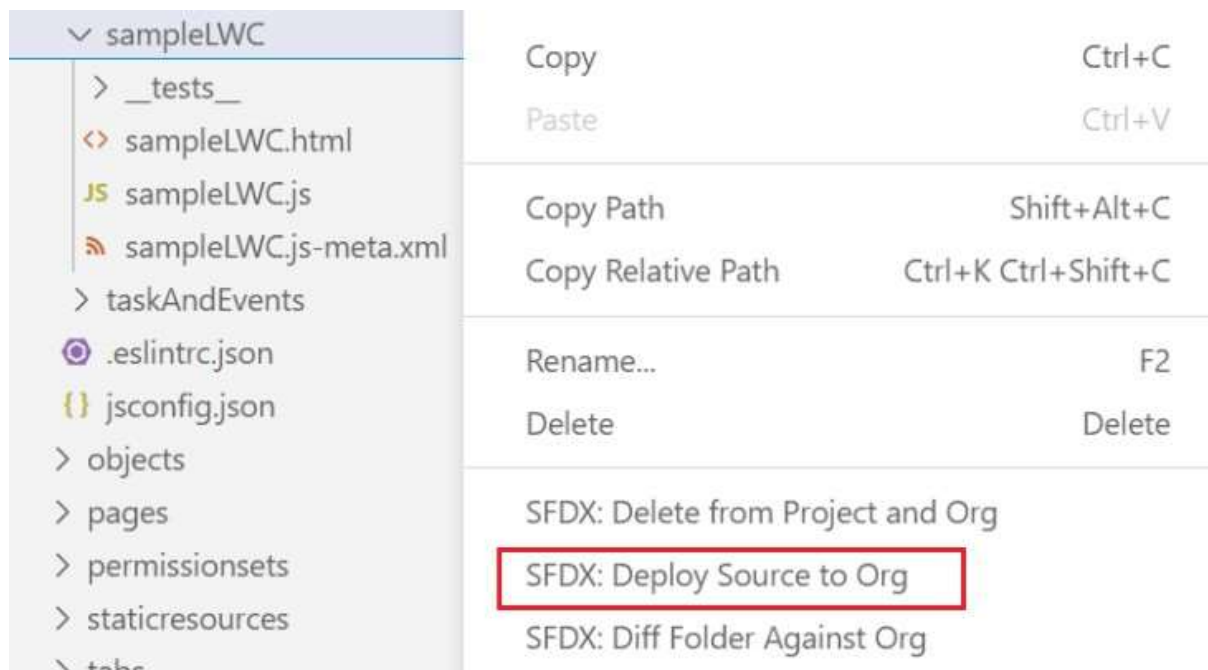 sampleLWC
__tests__
sampleLWC.html
JS sampleLWC.js
sampleLWC.js-meta.xml
taskAndEvents
.eslintrc.json
{} jsconfig.json
objects
pages
permissionsets
staticresources
tabs
Copy Ctrl+C
Paste Ctrl+V
Copy Path Shift+Alt+C
Copy Relative Path Ctrl+K Ctrl+Shift+C
Rename... F2
Delete Delete
SFDX: Delete from Project and Org
SFDX: Deploy Source to Org
SFDX: Diff Folder Against Org